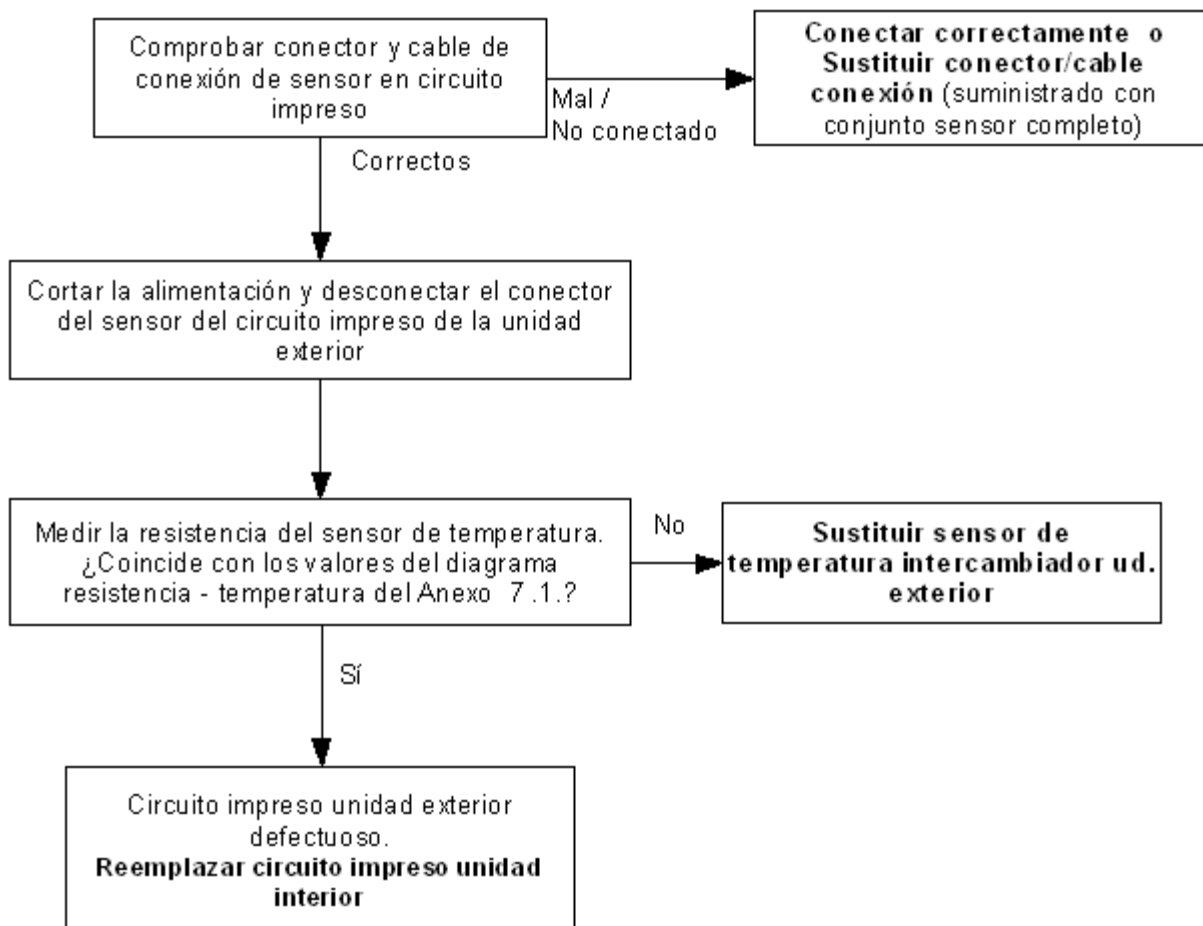 Comprobar conector y cable de
conexión de sensor en circuito
impreso
Conectar correctamente o
Sustituir conector/cable
conexión (suministrado con
conjunto sensor completo)
Mal /
No conectado
Correctos
Cortar la alimentación y desconectar el conector
del sensor del circuito impreso de la unidad
exterior
Medir la resistencia del sensor de temperatura.
¿Coincide con los valores del diagrama
resistencia - temperatura del Anexo 7 .1.?
No
Sustituir sensor de
temperatura intercambiador ud.
exterior
Sí
Circuito impreso unidad exterior
defectuoso.
Reemplazar circuito impreso unidad
interior